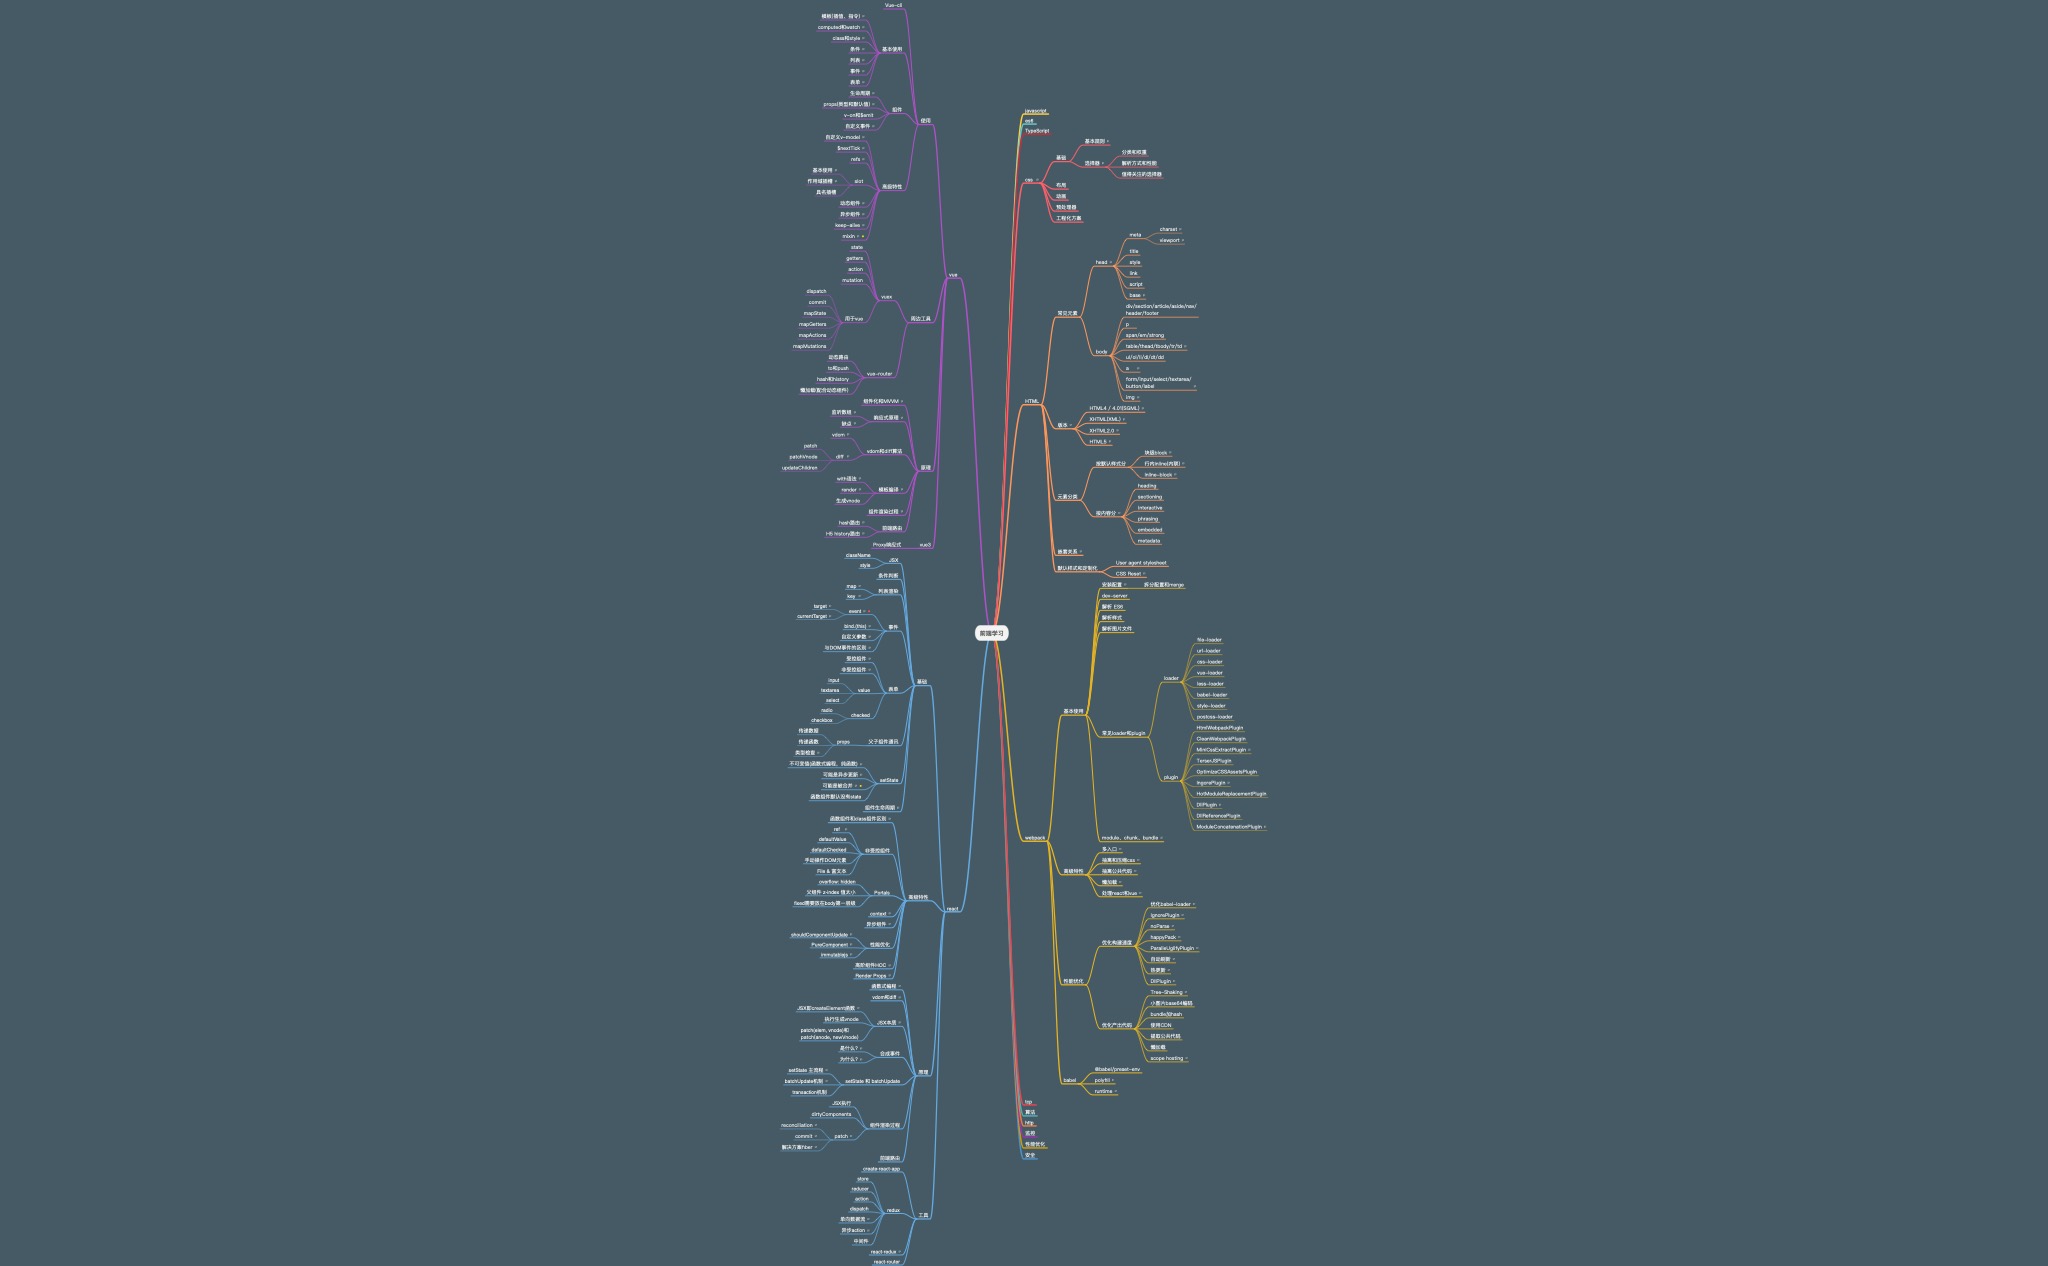 前端学习
javascript
es6
TypeScript
css
基础
基本规则
选择器
分类和权重
解析方式和性能
值得关注的选择器
布局
动画
预处理器
工程化方案
HTML
常见元素
head
meta
charset
viewport
title
style
link
script
base
body
div/section/article/aside/nav/
header/footer
p
span/em/strong
table/thead/tbody/tr/td
ul/ol/li/dl/dt/dd
a
form/input/select/textarea/
button/label
img
版本
HTML4 / 4.01(SGML)
XHTML(XML)
XHTML2.0
HTML5
元素分类
按默认样式分
块级block
行内inline(内联)
inline-block
按内容分
heading
sectioning
interactive
phrasing
embedded
metadata
嵌套关系
默认样式和定制化
User agent stylesheet
CSS Reset
webpack
基本使用
安装配置
拆分配置和merge
dev-server
解析 ES6
解析样式
解析图片文件
常见loader和plugin
loader
file-loader
url-loader
css-loader
vue-loader
less-loader
babel-loader
style-loader
postcss-loader
plugin
HtmlWebpackPlugin
CleanWebpackPlugin
MiniCssExtractPlugin
TerserJSPlugin
OptimizeCSSAssetsPlugin
IngorePlugin
HotModuleReplacementPlugin
DllPlugin
DllReferencePlugin
ModuleConcatenationPlugin
module、chunk、bundle
高级特性
多入口
抽离和压缩css
抽离公共代码
懒加载
处理react和vue
性能优化
优化构建速度
优化babel-loader
IgnorePlugin
noParse
happyPack
ParallelUglifyPlugin
自动刷新
热更新
DllPlugin
优化产出代码
Tree-Shaking
小图片base64编码
bundle加hash
使用CDN
提取公共代码
懒加载
scope hosting
babel
@babel/preset-env
polyfill
runtime
算法
http
监控
性能优化
安全
vue
使用
Vue-cli
基本使用
模板(插值、指令)
computed和watch
class和style
条件
列表
事件
表单
组件
生命周期
props(类型和默认值)
v-on和$emit
自定义事件
高级特性
自定义v-model
$nextTick
refs
slot
基本使用
作用域插槽
具名插槽
动态组件
异步组件
keep-alive
mixin
周边工具
vuex
state
getters
action
mutation
用于vue
dispatch
commit
mapState
mapGetters
mapActions
mapMutations
vue-router
动态路由
to和push
hash和history
懒加载(配合动态组件)
原理
组件化和MVVM
响应式原理
监听数组
缺点
vdom和diff算法
vdom
diff
patch
patchVnode
updateChildren
模板编译
with语法
render
生成vnode
组件渲染过程
前端路由
hash路由
H5 history路由
vue3
Proxy响应式
react
基础
JSX
className
style
条件判断
列表渲染
map
key
事件
event
target
currentTarget
bind.(this)
自定义参数
与DOM事件的区别
表单
受控组件
非受控组件
value
input
textarea
select
checked
radio
checkbox
父子组件通讯
props
传递数据
传递函数
类型检查
setState
不可变值(函数式编程、纯函数)
可能是异步更新
可能是被合并
函数组件默认没有state
组件生命周期
高级特性
函数组件和class组件区别
非受控组件
ref
defaultValue
defaultChecked
手动操作DOM元素
File & 富文本
Portals
overflow: hidden
父组件 z-index 值太小
fixed需要放在body第一层级
context
异步组件
性能优化
shouldComponentUpdate
PureComponent
immutablejs
高阶组件HOC
Render Props
原理
函数式编程
vdom和diff
JSX本质
JSX即createElement函数
执行生成vnode
patch(elem, vnode)和
patch(vnode, newVnode)
合成事件
是什么?
为什么?
setState 和 batchUpdate
setState 主流程
batchUpdate机制
transaction机制
组件渲染过程
JSX执行
dirtyComponents
patch
reconciliation
commit
解决方案fiber
前端路由
工具
create-react-app
redux
store
reducer
action
dispatch
单向数据流
异步action
中间件
react-redux
react-router